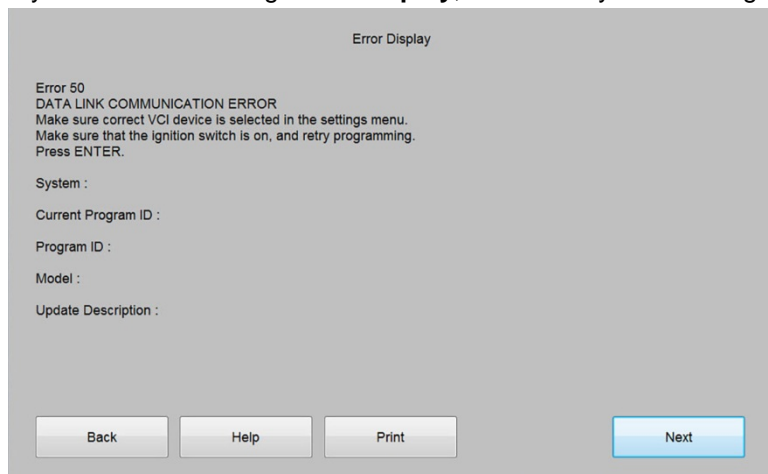 Error Display
Error 50
DATA LINK COMMUNICATION ERROR
Make sure correct VCI device is selected in the settings menu.
Make sure that the ignition switch is on, and retry programming.
Press ENTER.
System :
Current Program ID :
Program ID :
Model :
Update Description :
Back
Help
Print
Next